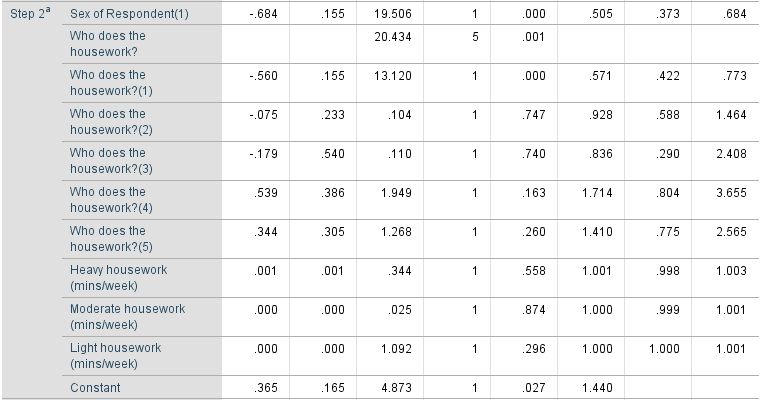 Step 2a Sex of Respondent(1) -.684 .155 19.506 1 .000 .505 .373 .684
Who does the 20.434 5 .001
housework?
Who does the -.560 .155 13.120 1 .000 .571 .422 .773
housework?(1)
Who does the -.075 .233 .104 1 .747 .928 .588 1.464
housework?(2)
Who does the -.179 .540 .110 1 .740 .836 .290 2.408
housework?(3)
Who does the .539 .386 1.949 1 .163 1.714 .804 3.655
housework?(4)
Who does the .344 .305 1.268 1 .260 1.410 .775 2.565
housework?(5)
Heavy housework .001 .001 .344 1 .558 1.001 .998 1.003
(mins/week)
Moderate housework .000 .000 .025 1 .874 1.000 .999 1.001
(mins/week)
Light housework .000 .000 1.092 1 .296 1.000 1.000 1.001
(mins/week)
Constant .365 .165 4.873 1 .027 1.440